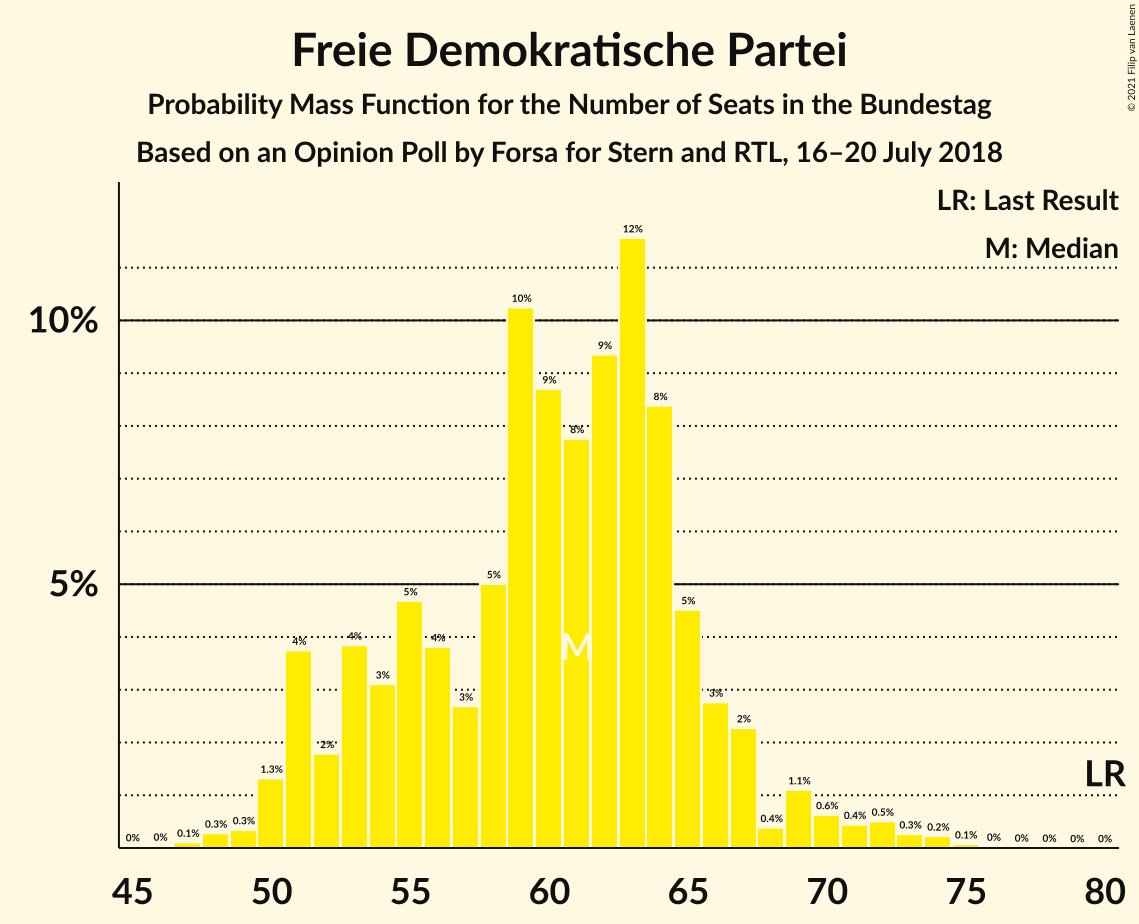 Freie Demokratische Partei
Probability Mass Function for the Number of Seats in the Bundestag
Based on an Opinion Poll by Forsa for Stern and RTL, 16–20 July 2018
© 2021 Filip van Laenen
LR: Last Result
M: Median
10%
5%
0% 0% 0.1% 0.3% 0.3% 1.3% 4% 2% 4% 3% 5% 4% 3% 5% 10% 9% 8% 9% 12% 8% 5% 3% 2% 0.4% 1.1% 0.6% 0.4% 0.5% 0.3% 0.2% 0.1% 0% 0% 0% 0% 0%
M
LR
45 50 55 60 65 70 75 80